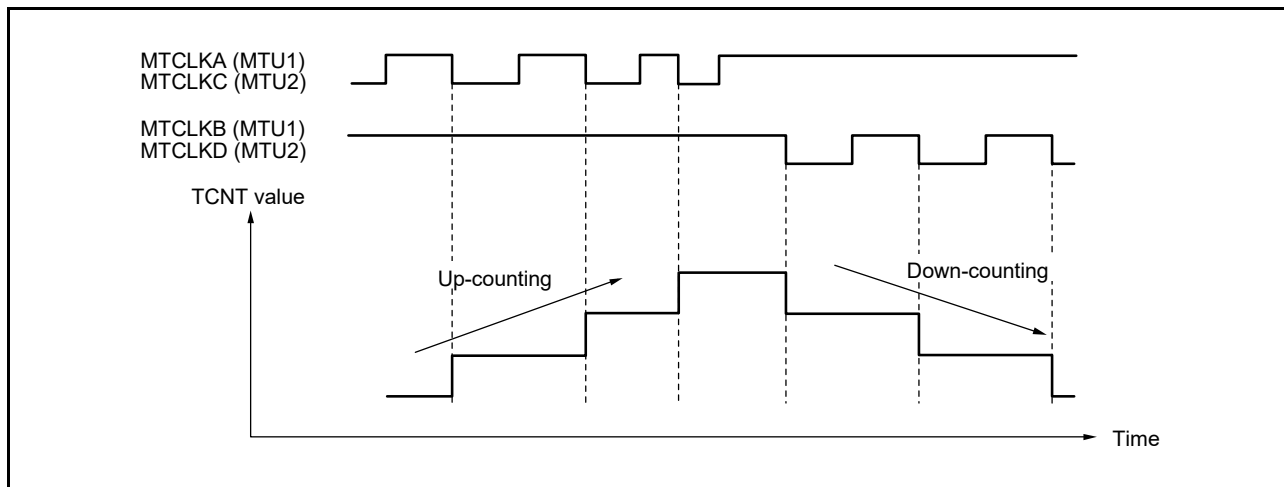 MTCLKA (MTU1)
MTCLKC (MTU2)
MTCLKB (MTU1)
MTCLKD (MTU2)
TCNT value
Up-counting
Down-counting
Time